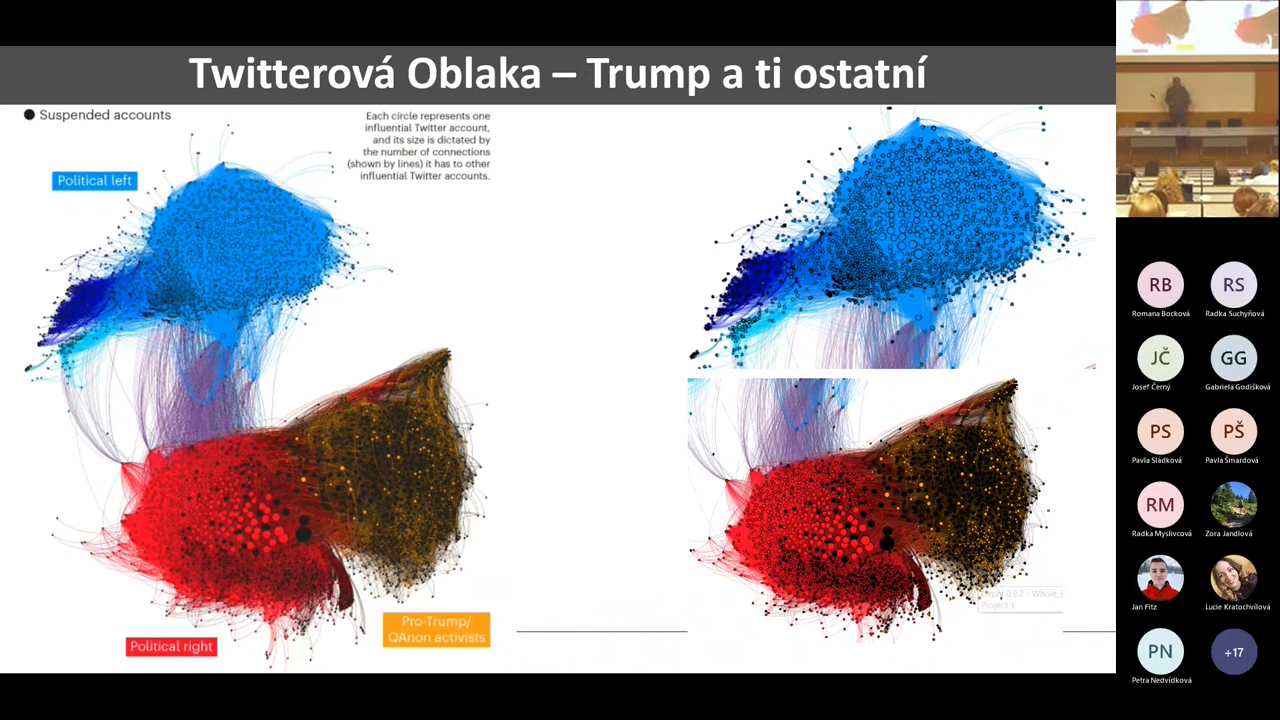 Twitterová Oblaka – Trump a ti ostatní
Suspended accounts
Each circle represents one
influential Twitter account,
and its size is dictated by
the number of connections
(shown by lines) it has to other
influential Twitter accounts.
Political left
Pro-Trump/
QAnon activists
Political right
Project 1
RB
Romana Bocková
RS
Radka Suchyňová
JČ
Josef Černý
GG
Gabriela Godišková
PS
Pavla Sládková
PŠ
Pavla Šmardová
RM
Radka Myslivcová
Zora Jandlová
Jan Fitz
Lucie Kratochvílová
PN
Petra Nedvídková
+17